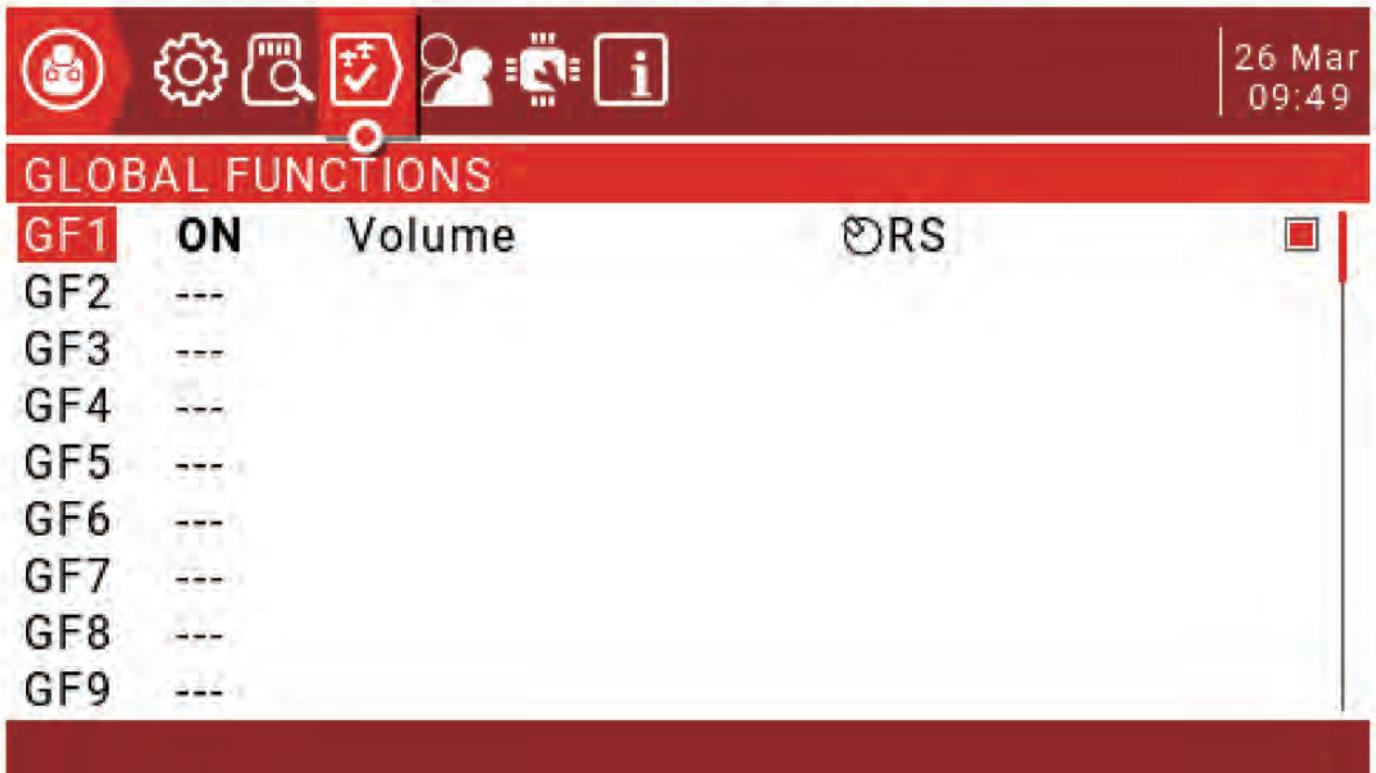 26 Mar
09:49
GLOBAL FUNCTIONS
GF1 ON Volume RS
GF2 ---
GF3 ---
GF4 ---
GF5 ---
GF6 ---
GF7 ---
GF8 ---
GF9 ---